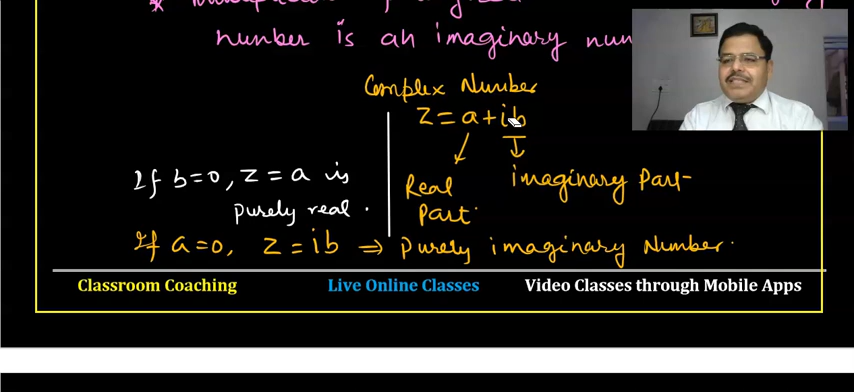 number is an imaginary
Complex Number
z = a + ib
If b=0, z = a is
purely real.
Real
Part.
imaginary Part
If a=0, z = ib ⇒ Purely imaginary Number.
Classroom Coaching Live Online Classes Video Classes through Mobile Apps